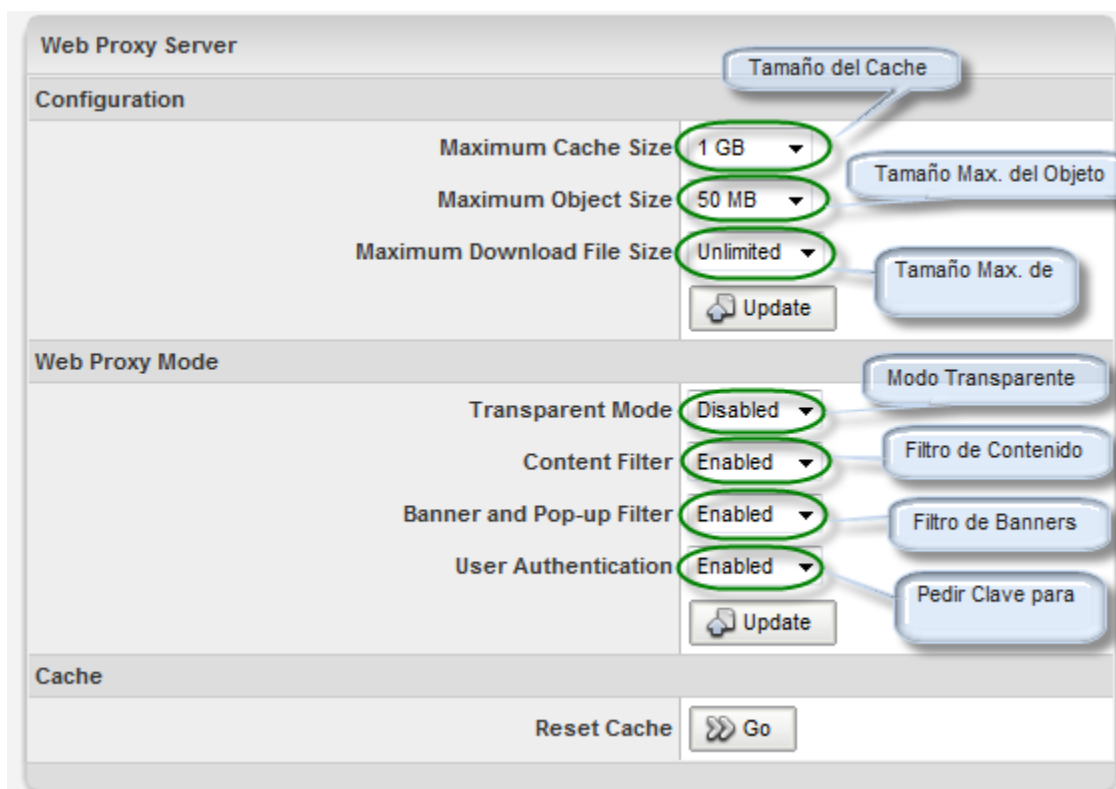 Web Proxy Server
Tamaño del Cache
Configuration
Maximum Cache Size 1 GB
Tamaño Max. del Objeto
Maximum Object Size 50 MB
Maximum Download File Size Unlimited
Tamaño Max. de
Update
Web Proxy Mode
Modo Transparente
Transparent Mode Disabled
Content Filter Enabled
Filtro de Contenido
Banner and Pop-up Filter Enabled
Filtro de Banners
User Authentication Enabled
Pedir Clave para
Update
Cache
Reset Cache Go